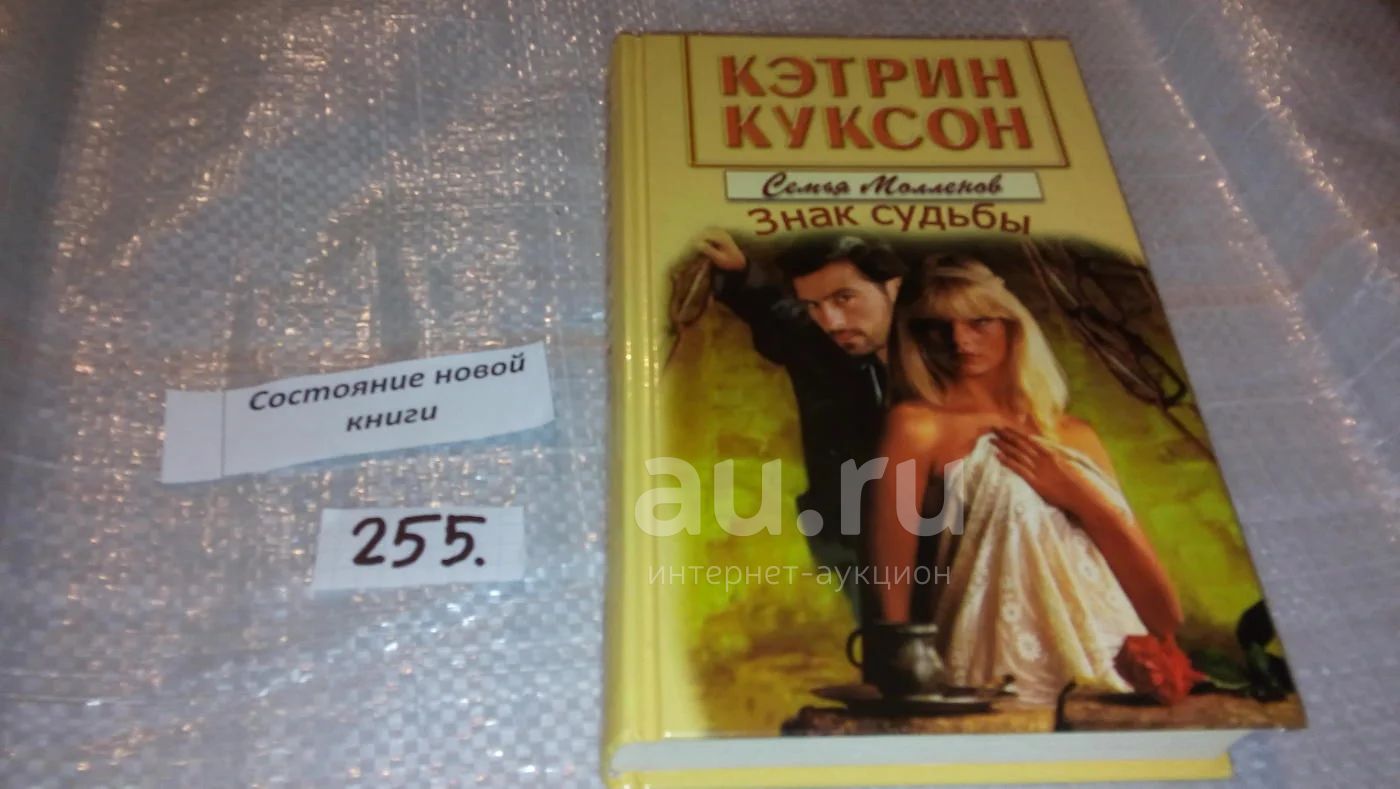 КЭТРИН
КУКСОН
Семья Молленов
Знак судьбы
Состояние новой
книги
255.
au.ru
интернет-аукцион